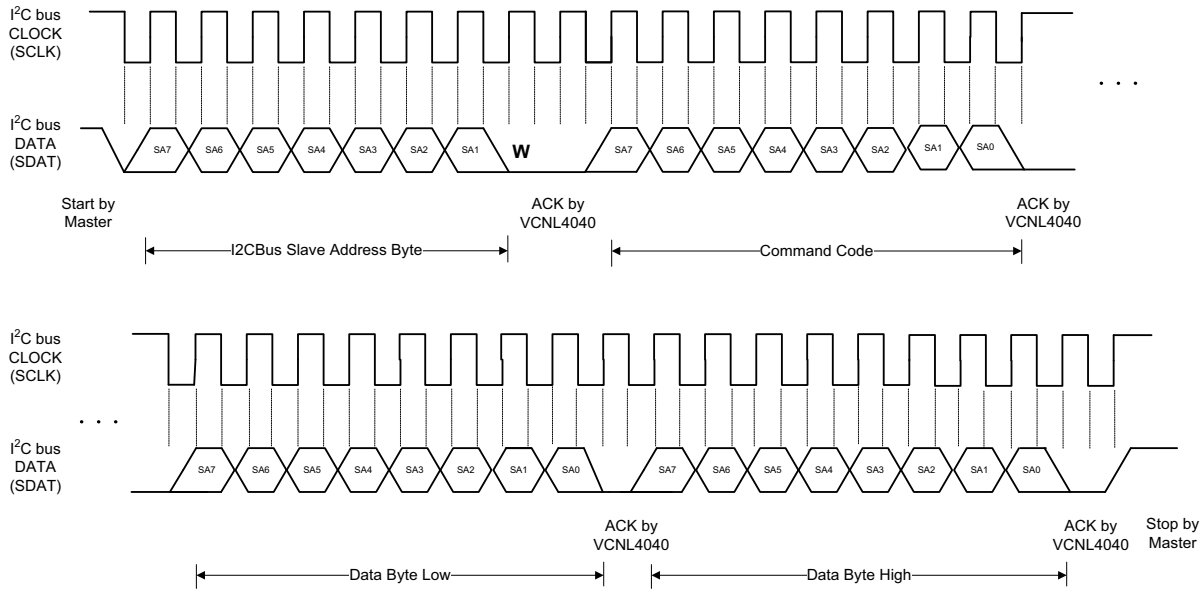 I²C bus
CLOCK
(SCLK)
. . .
I²C bus
DATA
(SDAT)
SA7 SA6 SA5 SA4 SA3 SA2 SA1 W SA7 SA6 SA5 SA4 SA3 SA2 SA1 SA0
Start by
Master
ACK by
VCNL4040
ACK by
VCNL4040
I2CBus Slave Address Byte
Command Code
I²C bus
CLOCK
(SCLK)
. . .
I²C bus
DATA
(SDAT)
SA7 SA6 SA5 SA4 SA3 SA2 SA1 SA0 SA7 SA6 SA5 SA4 SA3 SA2 SA1 SA0
ACK by
VCNL4040
ACK by
VCNL4040
Stop by
Master
Data Byte Low
Data Byte High